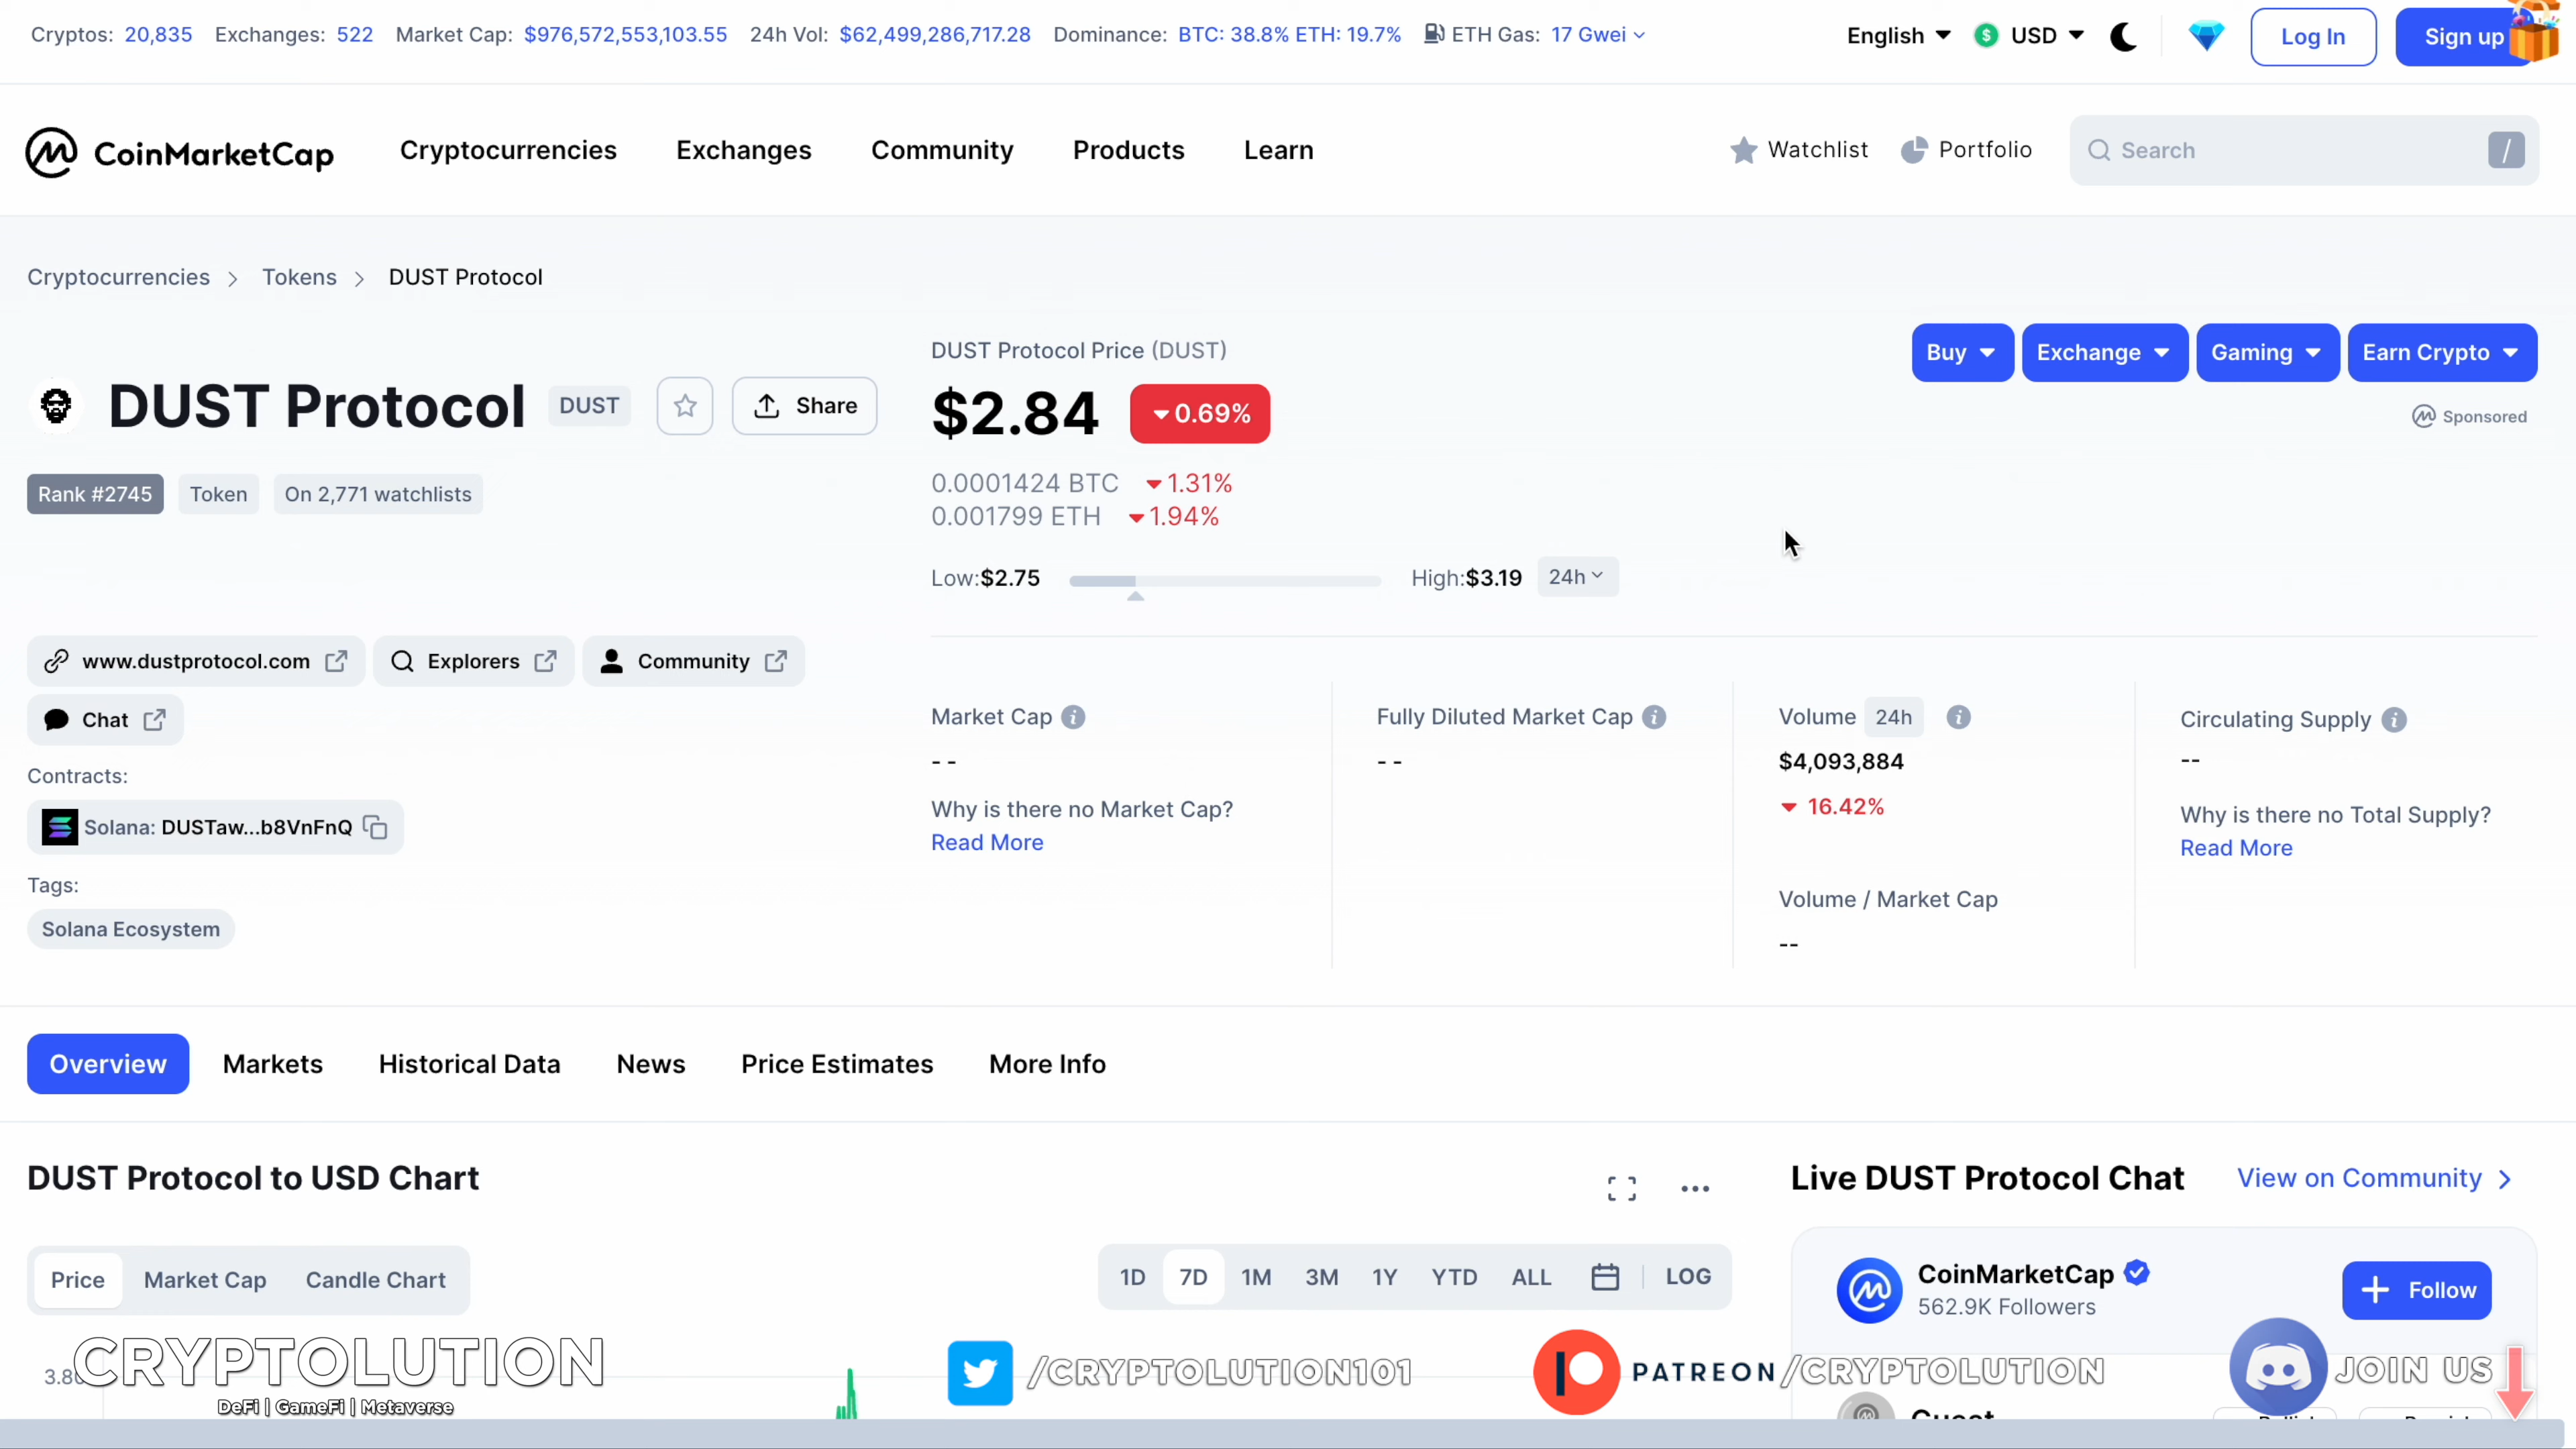 Cryptos: 20,835 Exchanges: 522 Market Cap: $976,572,553,103.55 24h Vol: $62,499,286,717.28 Dominance: BTC: 38.8% ETH: 19.7% ETH Gas: 17 Gwei English USD Log In Sign up
CoinMarketCap Cryptocurrencies Exchanges Community Products Learn Watchlist Portfolio Search /
Cryptocurrencies > Tokens > DUST Protocol
DUST Protocol Price (DUST)
Buy Exchange Gaming Earn Crypto
DUST Protocol DUST Share $2.84 0.69%
Sponsored
Rank #2745 Token On 2,771 watchlists
0.0001424 BTC 1.31%
0.001799 ETH 1.94%
Low:$2.75 High:$3.19 24h
www.dustprotocol.com Explorers Community
Chat
Contracts:
Solana: DUSTaw...b8VnFnQ
Tags:
Solana Ecosystem
Market Cap
- -
Why is there no Market Cap?
Read More
Fully Diluted Market Cap
- -
Volume 24h
$4,093,884
16.42%
Volume / Market Cap
--
Circulating Supply
--
Why is there no Total Supply?
Read More
Overview Markets Historical Data News Price Estimates More Info
DUST Protocol to USD Chart
Price Market Cap Candle Chart
1D 7D 1M 3M 1Y YTD ALL LOG
Live DUST Protocol Chat View on Community
CoinMarketCap
562.9K Followers
Follow
CRYPTOLUTION
DeFi | GameFi | Metaverse
/CRYPTOLUTION101
PATREON/CRYPTOLUTION
JOIN US